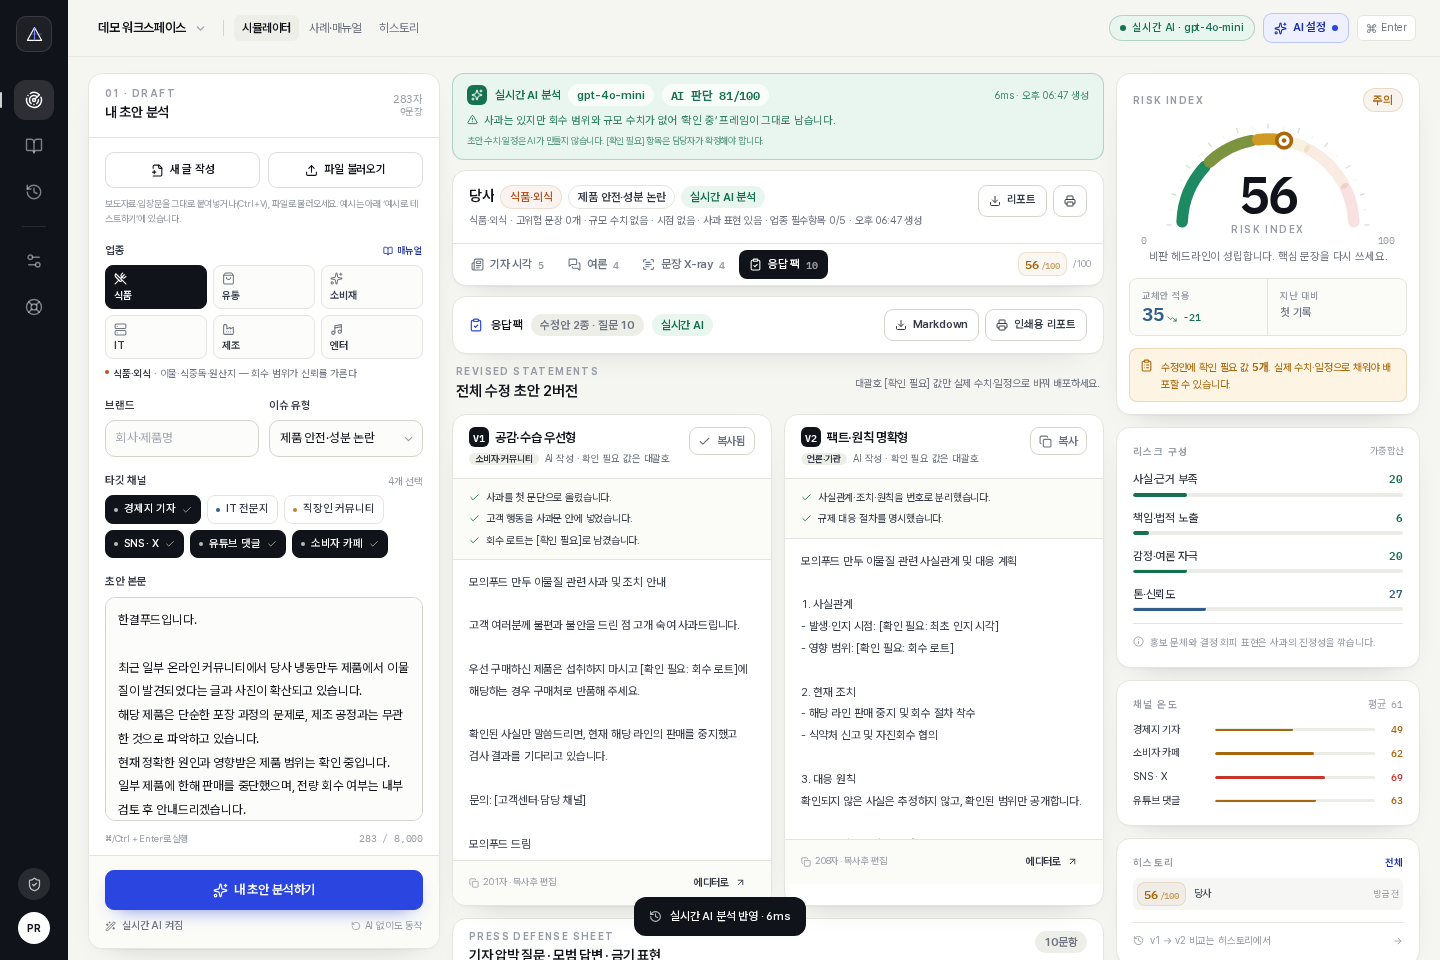 데모 워크스페이스
시뮬레이터
사례·매뉴얼
히스토리
실시간 AI · gpt-4o-mini
AI 설정
⌘ Enter
01 · DRAFT
내 초안 분석
283자
9문장
새 글 작성
파일 불러오기
보도자료·입장문을 그대로 붙여넣거나(Ctrl+V), 파일로 불러오세요. 예시는 아래 '예시로 테
스트하기'에 있습니다.
업종
매뉴얼
식품
유통
소비재
IT
제조
엔터
식품·외식 · 이물·식중독·원산지 — 회수 범위가 신뢰를 가른다
브랜드
이슈 유형
회사·제품명
제품 안전·성분 논란
타깃 채널
4개 선택
경제지 기자
IT 전문지
직장인 커뮤니티
SNS · X
유튜브 댓글
소비자 카페
초안 본문
한결푸드입니다.
최근 일부 온라인 커뮤니티에서 당사 냉동만두 제품에서 이물
질이 발견되었다는 글과 사진이 확산되고 있습니다.
해당 제품은 단순한 포장 과정의 문제로, 제조 공정과는 무관
한 것으로 파악하고 있습니다.
현재 정확한 원인과 영향받은 제품 범위는 확인 중입니다.
일부 제품에 한해 판매를 중단했으며, 전량 회수 여부는 내부
검토 후 안내드리겠습니다.
⌘/Ctrl + Enter로 실행
283 / 8,000
내 초안 분석하기
실시간 AI 켜짐
AI 없이도 동작
PR
실시간 AI 분석
gpt-4o-mini
AI 판단 81/100
6ms · 오후 06:47 생성
사과는 있지만 회수 범위와 규모 수치가 없어 '확인 중' 프레임이 그대로 남습니다.
초안 수치·일정은 AI가 만들지 않습니다. [확인 필요] 항목은 담당자가 확정해야 합니다.
당사
식품·외식
제품 안전·성분 논란
실시간 AI 분석
식품·외식 · 고위험 문장 0개 · 규모 수치 없음 · 시점 없음 · 사과 표현 있음 · 업종 필수항목 0/5 · 오후 06:47 생성
리포트
기자 시각 5
여론 4
문장 X-ray 4
응답 팩 10
56 /100
/100
응답팩
수정안 2종 · 질문 10
실시간 AI
Markdown
인쇄용 리포트
REVISED STATEMENTS
전체 수정 초안 2버전
대괄호 [확인 필요] 값만 실제 수치·일정으로 바꿔 배포하세요.
V1
공감·수습 우선형
소비자·커뮤니티
AI 작성 · 확인 필요 값은 대괄호
복사됨
사과를 첫 문단으로 올렸습니다.
고객 행동을 사과문 안에 넣었습니다.
회수 로트는 [확인 필요]로 남겼습니다.
모의푸드 만두 이물질 관련 사과 및 조치 안내
고객 여러분께 불편과 불안을 드린 점 고개 숙여 사과드립니다.
우선 구매하신 제품은 섭취하지 마시고 [확인 필요: 회수 로트]에
해당하는 경우 구매처로 반품해 주세요.
확인된 사실만 말씀드리면, 현재 해당 라인의 판매를 중지했고
검사 결과를 기다리고 있습니다.
문의: [고객센터·담당 채널]
모의푸드 드림
201자 · 복사 후 편집
에디터로
V2
팩트·원칙 명확형
언론·기관
AI 작성 · 확인 필요 값은 대괄호
복사
사실관계·조치·원칙을 번호로 분리했습니다.
규제 대응 절차를 명시했습니다.
모의푸드 만두 이물질 관련 사실관계 및 대응 계획
1. 사실관계
- 발생·인지 시점: [확인 필요: 최초 인지 시각]
- 영향 범위: [확인 필요: 회수 로트]
2. 현재 조치
- 해당 라인 판매 중지 및 회수 절차 착수
- 식약처 신고 및 자진회수 협의
3. 대응 원칙
확인되지 않은 사실은 추정하지 않고, 확인된 범위만 공개합니다.
208자 · 복사 후 편집
에디터로
실시간 AI 분석 반영 · 6ms
PRESS DEFENSE SHEET
기자 압박 질문 · 모범 답변 · 금기 표현
10문항
RISK INDEX
주의
56
RISK INDEX
0
100
비판 헤드라인이 성립합니다. 핵심 문장을 다시 쓰세요.
교체안 적용
35 -21
지난 대비
첫 기록
수정안에 확인 필요 값 5개. 실제 수치·일정으로 채워야 배
포할 수 있습니다.
리스크 구성
가중합산
사실·근거 부족 20
책임·법적 노출 6
감정·여론 자극 20
톤·신뢰도 27
홍보 문체와 결정 회피 표현은 사과의 진정성을 깎습니다.
채널 온도
평균 61
경제지 기자 49
소비자 카페 62
SNS · X 69
유튜브 댓글 63
히스토리
전체
56 /100
당사
방금 전
v1 → v2 비교는 히스토리에서